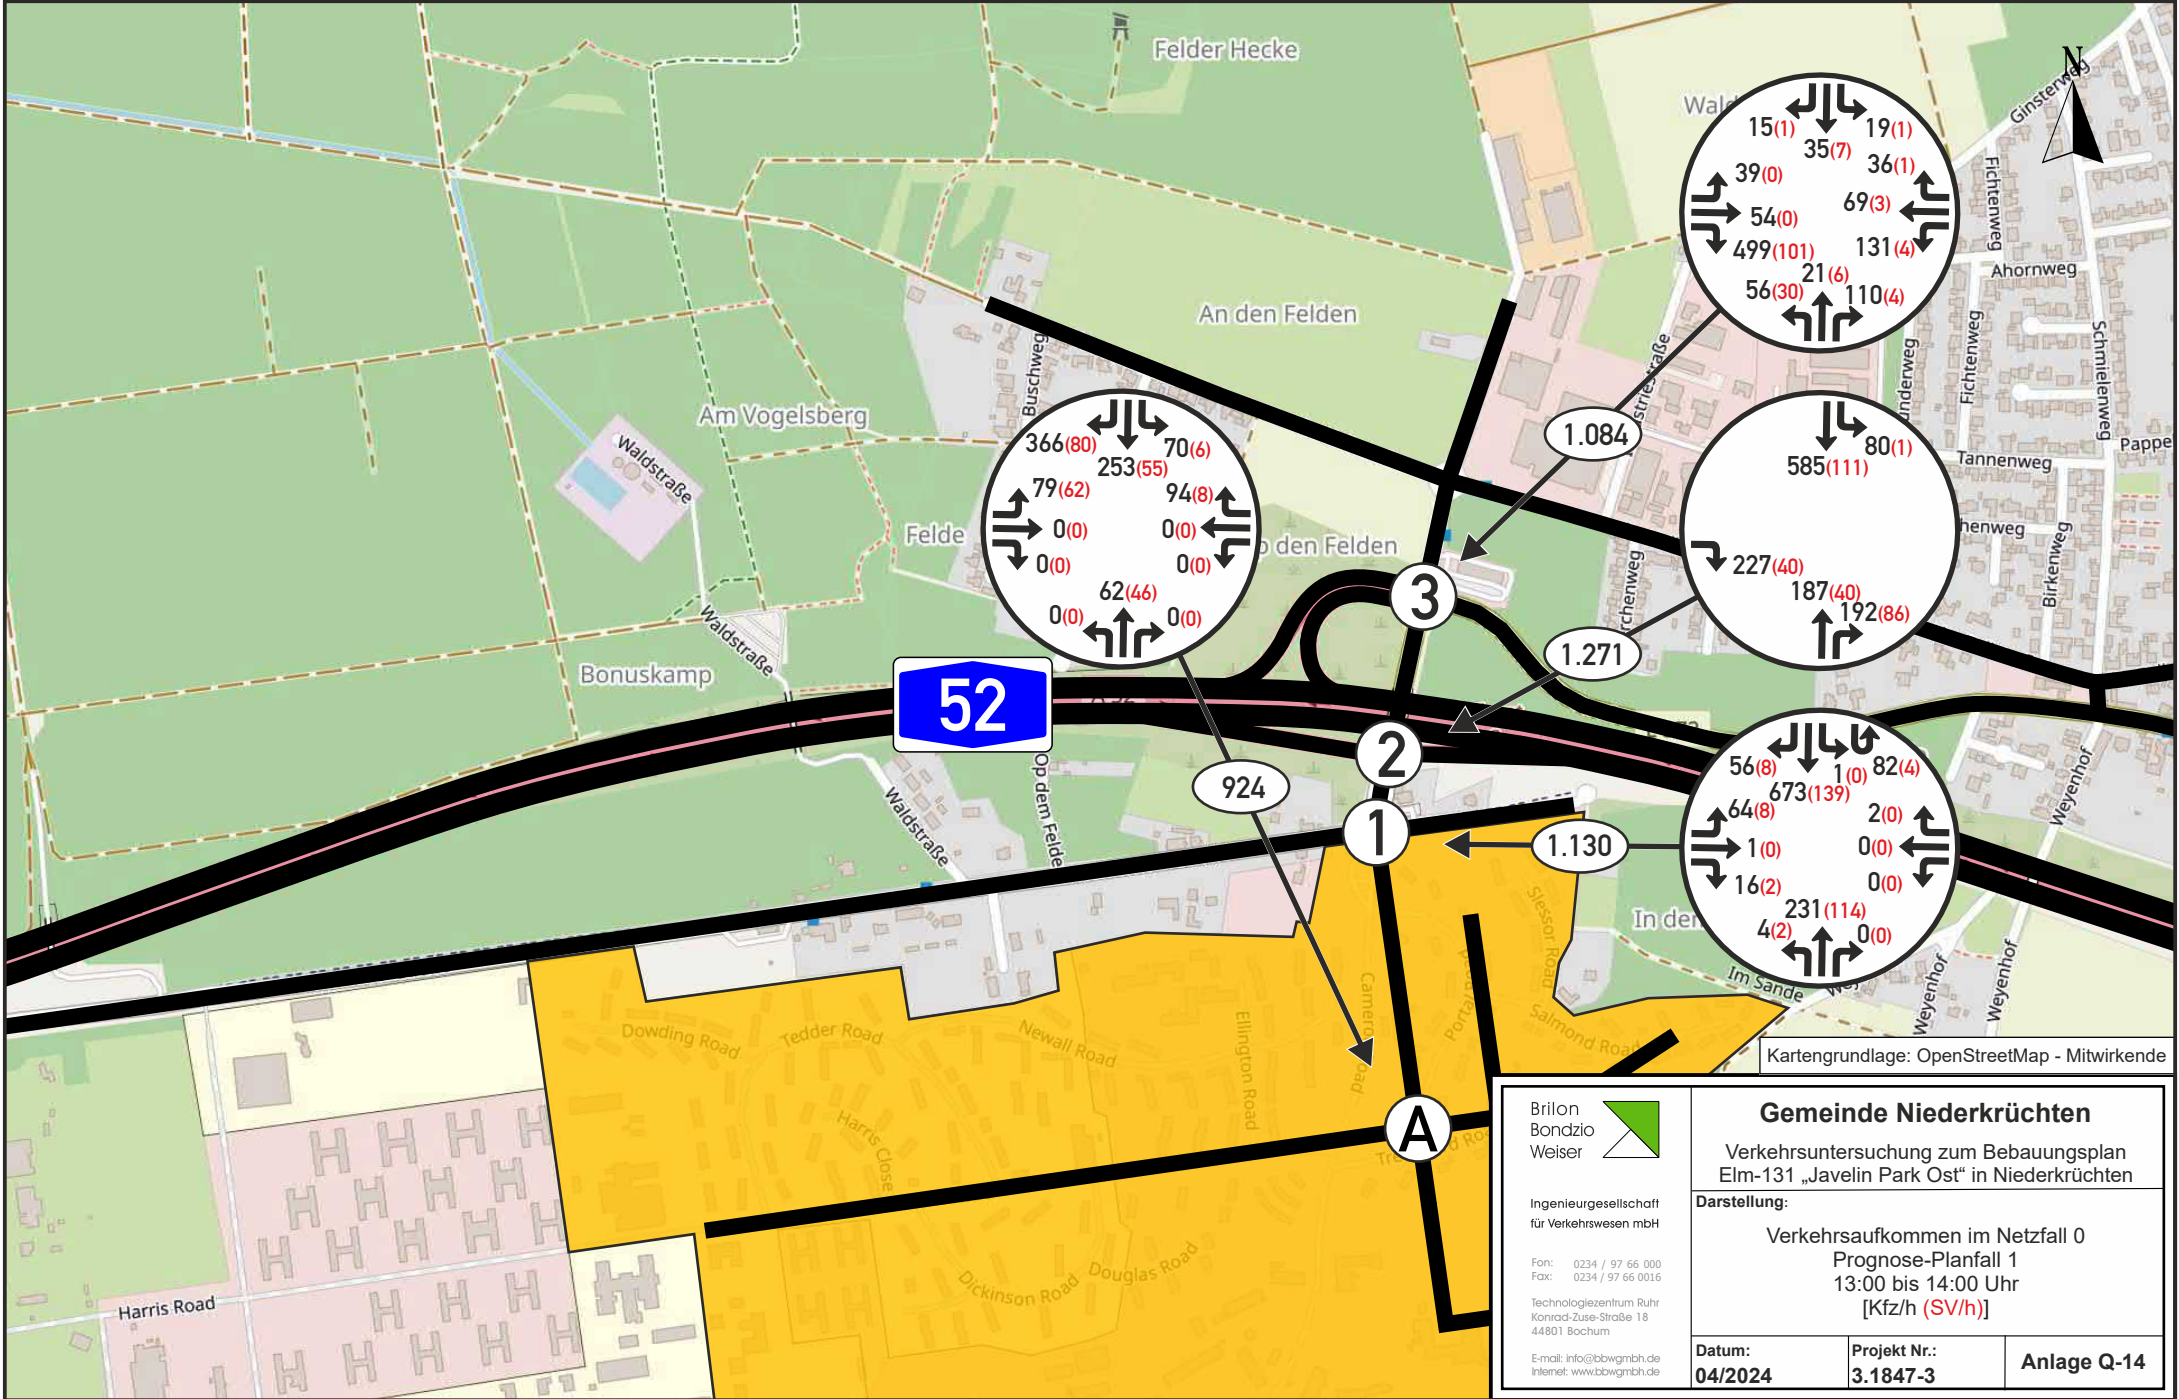 Felder Hecke
N
Ginsterweg
15(1)
19(1)
35(7)
36(1)
39(0)
69(3)
54(0)
499(101)
131(4)
21(6)
56(30)
110(4)
Fichtenweg
Ahornweg
Fichtenweg
Schmielenweg
An den Felden
Buschweg
Am Vogelsberg
Waldstraße
366(80)
70(6)
253(55)
79(62)
94(8)
0(0)
0(0)
0(0)
0(0)
62(46)
0(0)
0(0)
1.084
80(1)
585(111)
Tannenweg
227(40)
187(40)
192(86)
Birkenweg
Felde
den Felden
3
1.271
Waldstraße
Bonuskamp
52
2
924
Op dem Felde
Waldstraße
1
1.130
56(8)
1(0)
82(4)
673(139)
64(8)
2(0)
1(0)
0(0)
16(2)
0(0)
231(114)
4(2)
0(0)
Weyenhof
Slessor Road
In den
Im Sande
Weyenhof
Weyenhof
Dowding Road
Tedder Road
Newall Road
Ellington Road
Salmond Road
Harris Close
A
Dickinson Road
Douglas Road
Harris Road
Kartengrundlage: OpenStreetMap - Mitwirkende
Brilon
Bondzio
Weiser
Ingenieurgesellschaft
für Verkehrswesen mbH
Fon: 0234 / 97 66 000
Fax: 0234 / 97 66 0016
Technologiezentrum Ruhr
Konrad-Zuse-Straße 18
44801 Bochum
E-mail: info@bbwgmbh.de
Internet: www.bbwgmbh.de
Gemeinde Niederkrüchten
Verkehrsuntersuchung zum Bebauungsplan
Elm-131 „Javelin Park Ost“ in Niederkrüchten
Darstellung:
Verkehrsaufkommen im Netzfall 0
Prognose-Planfall 1
13:00 bis 14:00 Uhr
[Kfz/h (SV/h)]
Datum:
04/2024
Projekt Nr.:
3.1847-3
Anlage Q-14